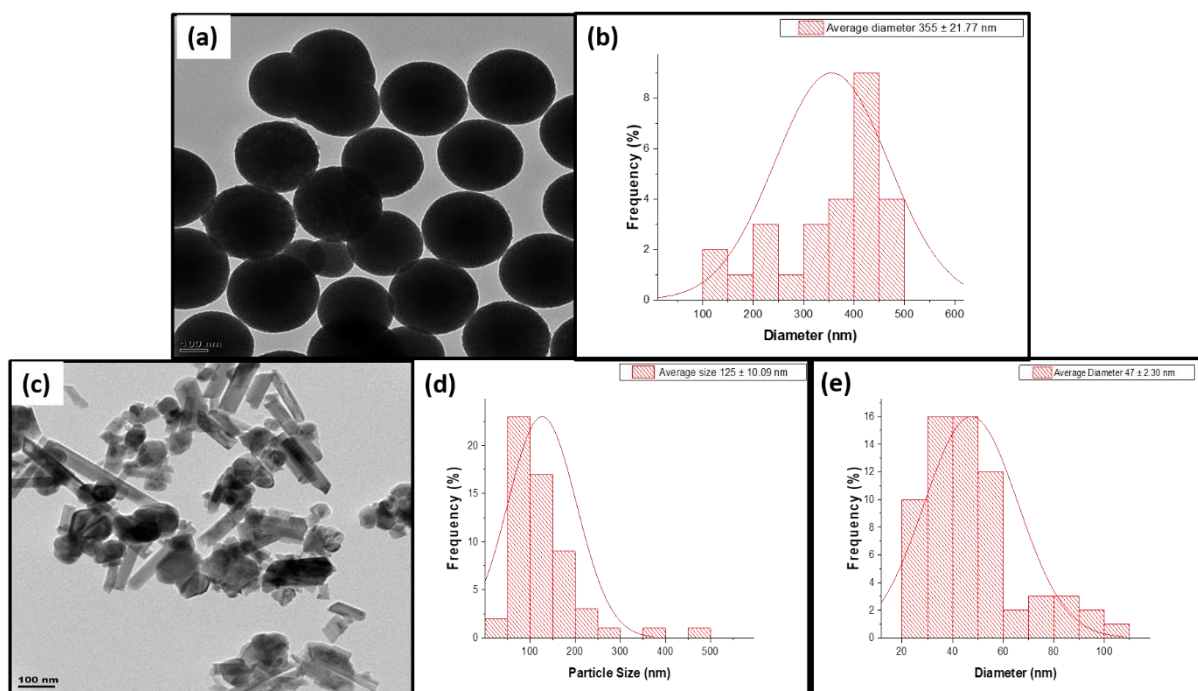 (a)
100 nm
(b)
Average diameter 355 ± 21.77 nm
Frequency (%)
8
6
4
2
0
100 200 300 400 500 600
Diameter (nm)
(c)
100 nm
(d)
Average size 125 ± 10.09 nm
Frequency (%)
20
15
10
5
0
100 200 300 400 500
Particle Size (nm)
(e)
Average Diameter 47 ± 2.30 nm
Frequency (%)
16
14
12
10
8
6
4
2
0
20 40 60 80 100
Diameter (nm)